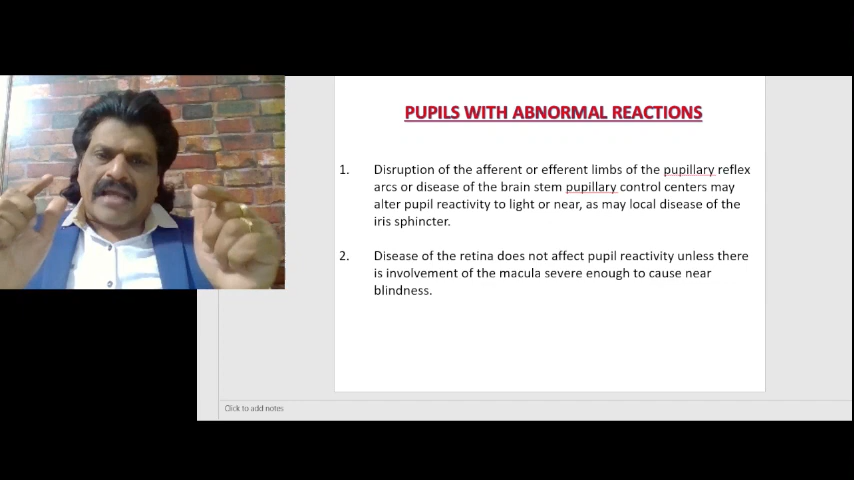 PUPILS WITH ABNORMAL REACTIONS
1. Disruption of the afferent or efferent limbs of the pupillary reflex
arcs or disease of the brain stem pupillary control centers may
alter pupil reactivity to light or near, as may local disease of the
iris sphincter.
2. Disease of the retina does not affect pupil reactivity unless there
is involvement of the macula severe enough to cause near
blindness.
Click to add notes